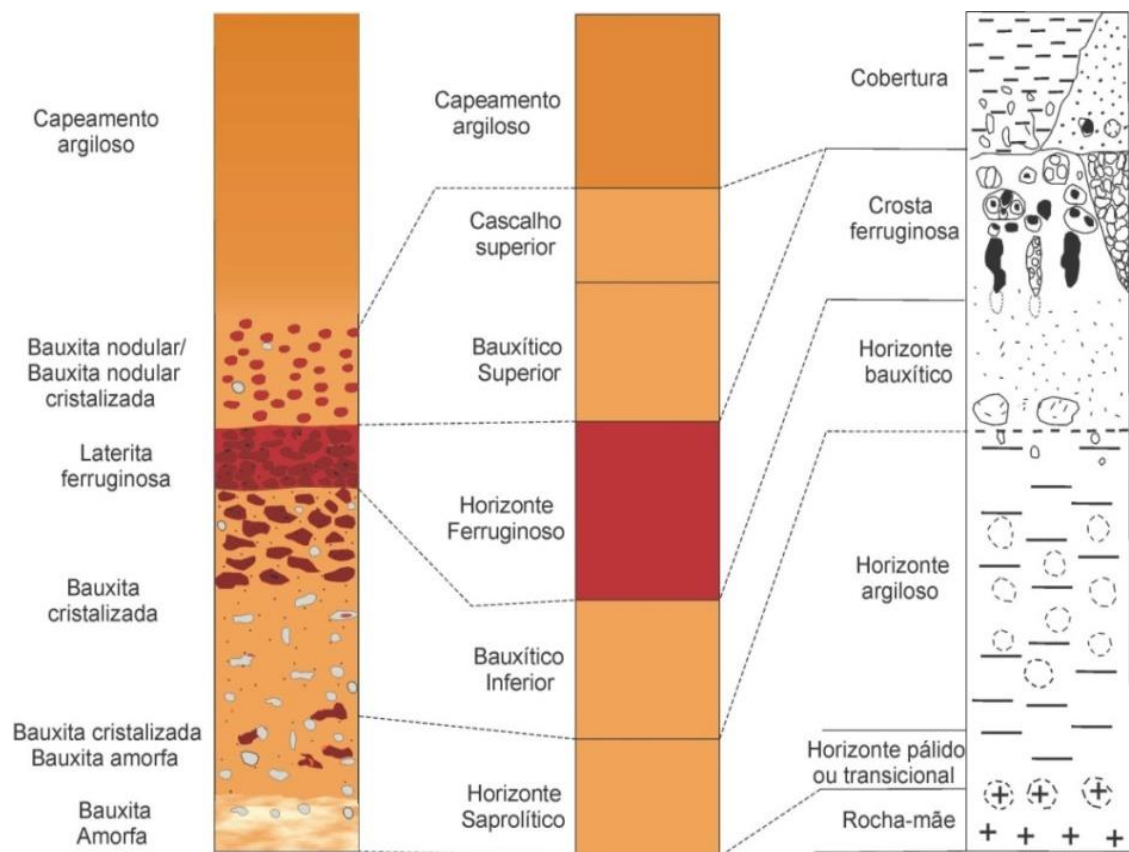 Capeamento
argiloso
Bauxita nodular/
Bauxita nodular
cristalizada
Laterita
ferruginosa
Bauxita
cristalizada
Bauxita cristalizada
Bauxita amorfa
Bauxita
Amorfa
Capeamento
argiloso
Cascalho
superior
Bauxítico
Superior
Horizonte
Ferruginoso
Bauxítico
Inferior
Horizonte
Saprolítico
Cobertura
Crosta
ferruginosa
Horizonte
bauxítico
Horizonte
argiloso
Horizonte pálido
ou transicional
Rocha-mãe